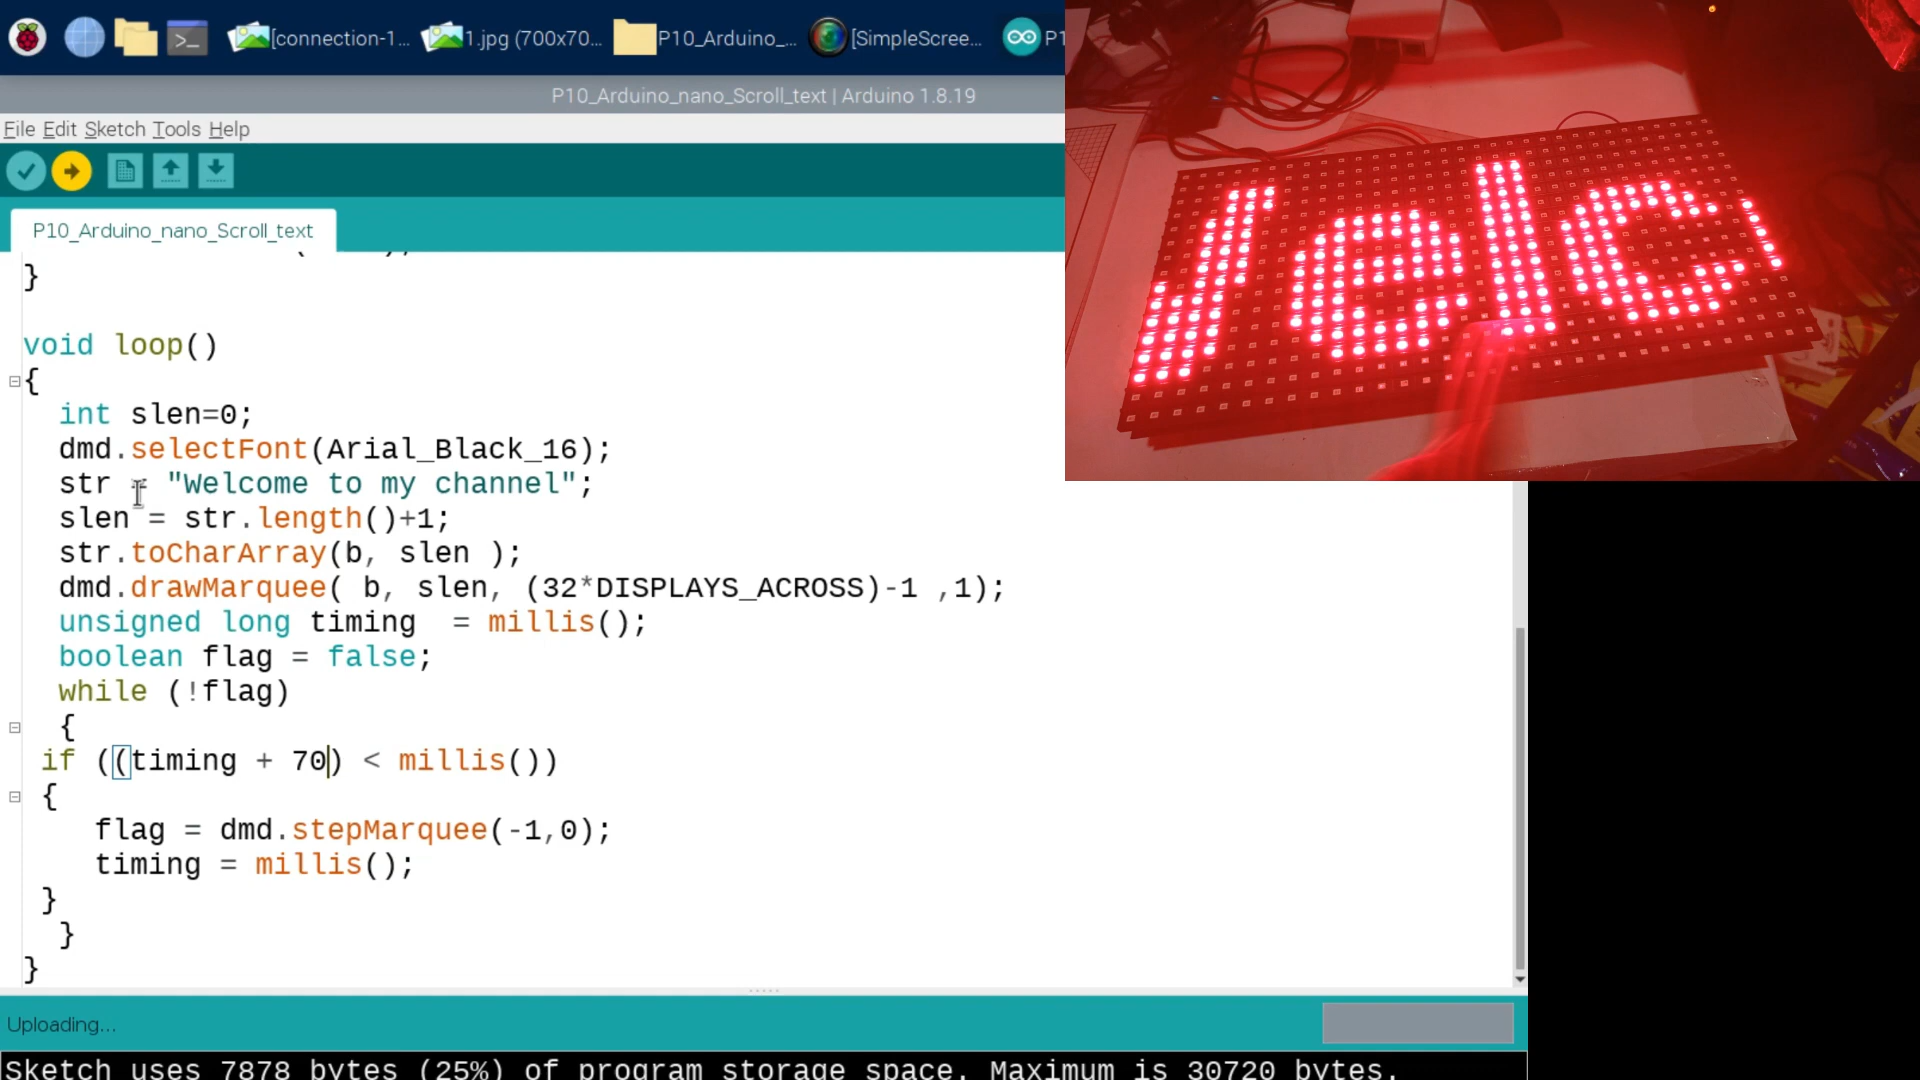 [connection-1... 1.jpg (700x70... P10_Arduino_... [SimpleScree... P1
P10_Arduino_nano_Scroll_text | Arduino 1.8.19
File Edit Sketch Tools Help
P10_Arduino_nano_Scroll_text
}
void loop()
{
int slen=0;
dmd.selectFont(Arial_Black_16);
str = "Welcome to my channel";
slen = str.length()+1;
str.toCharArray(b, slen );
dmd.drawMarquee( b, slen, (32*DISPLAYS_ACROSS)-1 ,1);
unsigned long timing  = millis();
boolean flag = false;
while (!flag)
{
if ((timing + 70) < millis())
{
flag = dmd.stepMarquee(-1,0);
timing = millis();
}
}
}
Uploading...
Sketch uses 7878 bytes (25%) of program storage space. Maximum is 30720 bytes.
elc